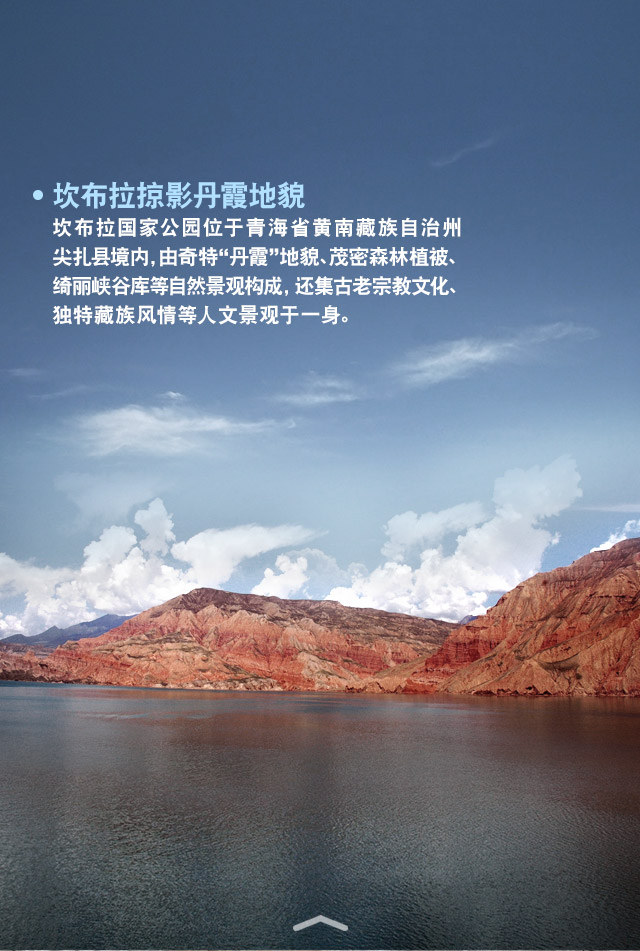 坎布拉掠影丹霞地貌
坎布拉国家公园位于青海省黄南藏族自治州
尖扎县境内,由奇特“丹霞”地貌、茂密森林植被、
绮丽峡谷库等自然景观构成, 还集古老宗教文化、
独特藏族风情等人文景观于一身。